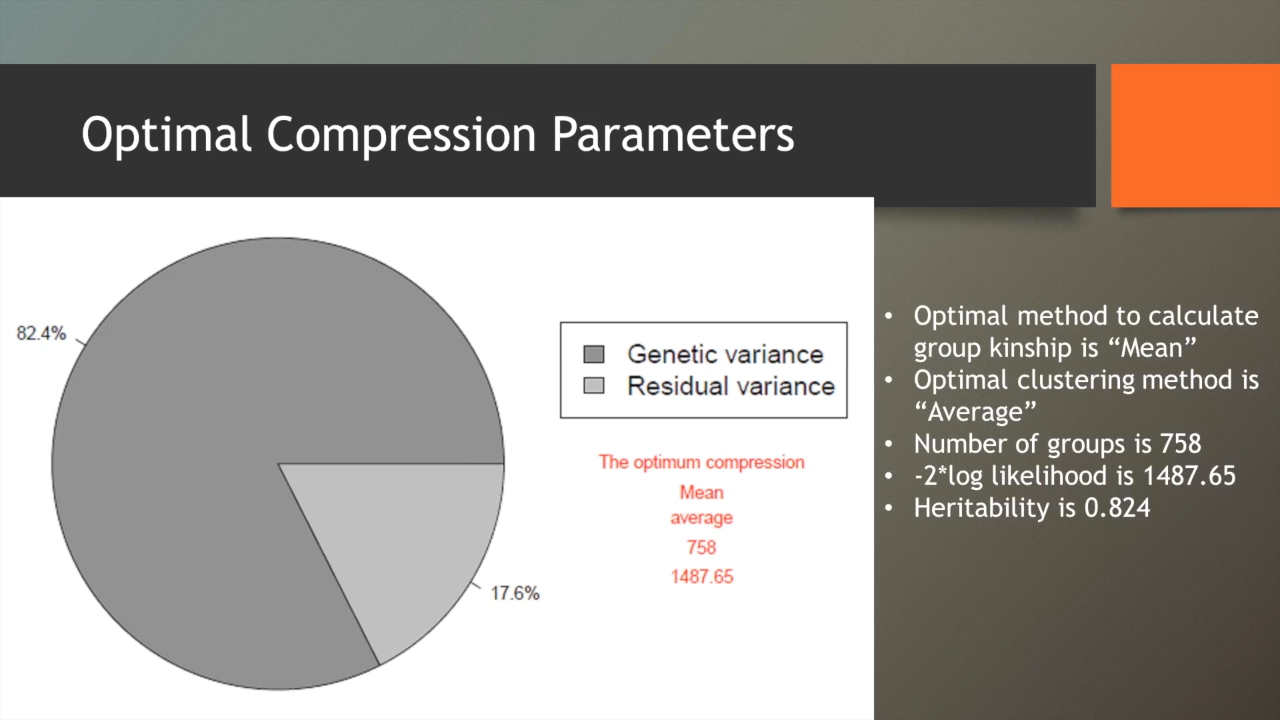 Optimal Compression Parameters
82.4%
17.6%
Genetic variance
Residual variance
The optimum compression
Mean
average
758
1487.65
• Optimal method to calculate
group kinship is “Mean”
• Optimal clustering method is
“Average”
• Number of groups is 758
• -2*log likelihood is 1487.65
• Heritability is 0.824